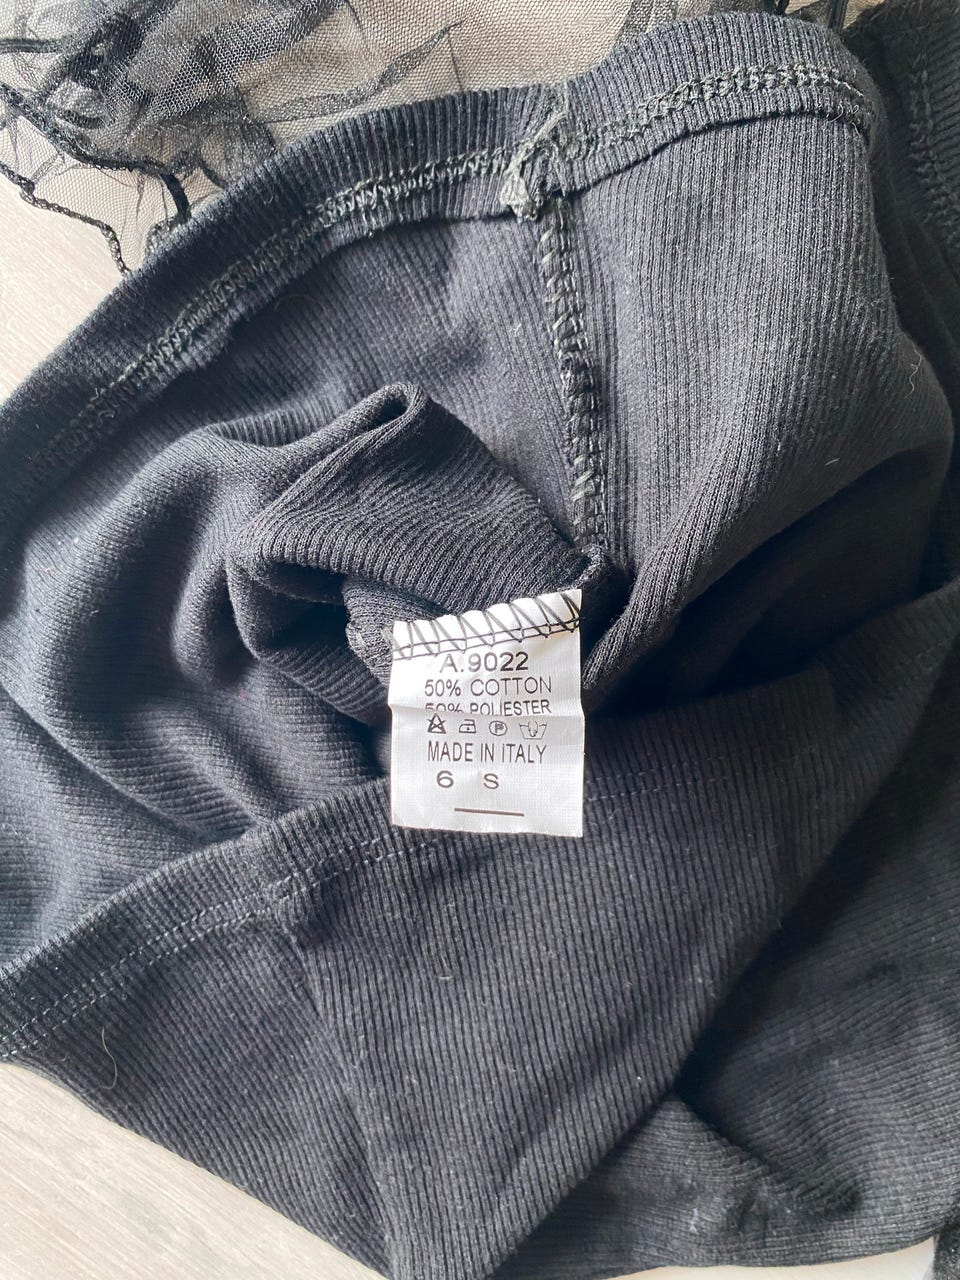 A.9022
50% COTTON
50% POLIESTER
MADE IN ITALY
6 S